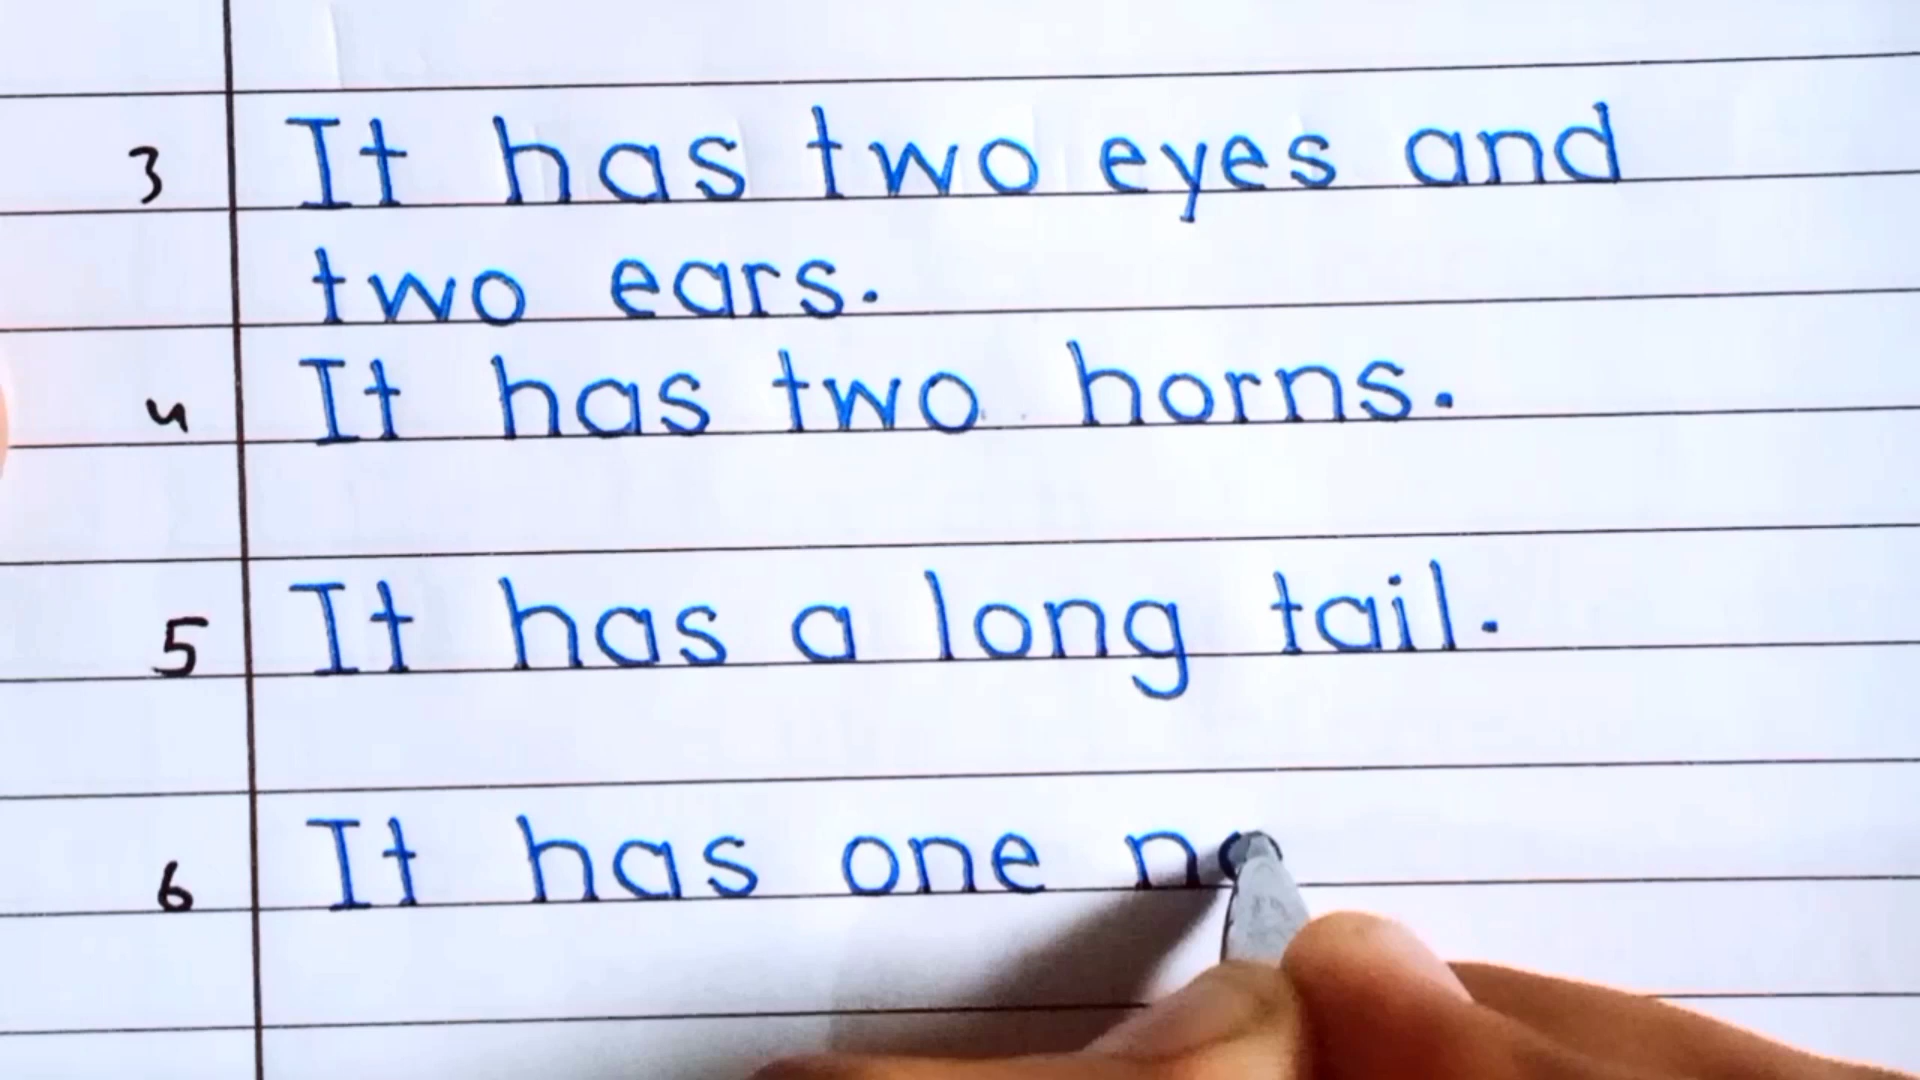 3 It has two eyes and
two ears.
4 It has two horns.
5 It has a long tail.
6 It has one no